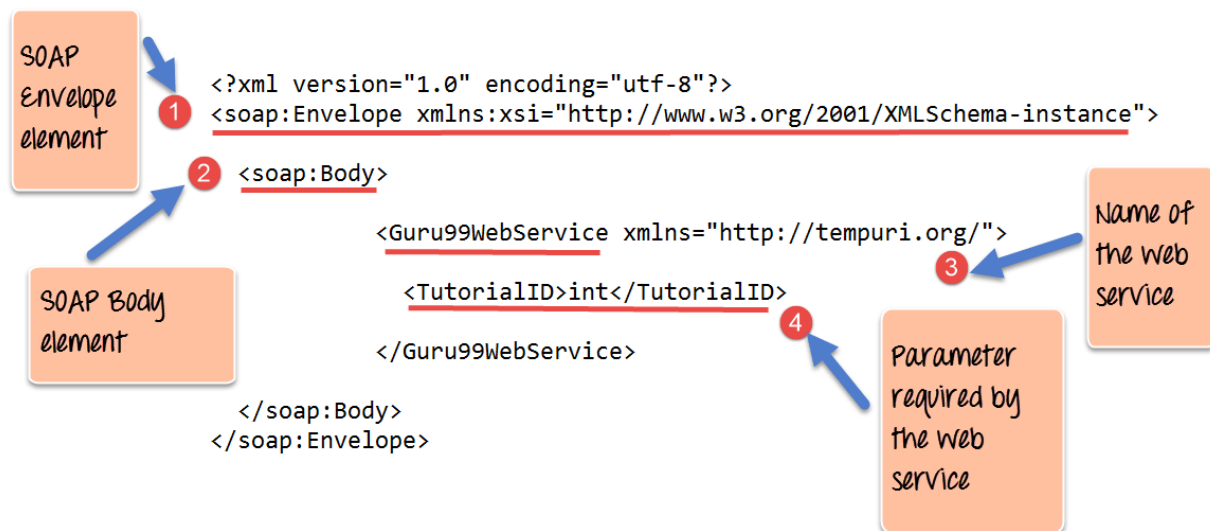 SOAP
Envelope
element
<?xml version="1.0" encoding="utf-8"?>
1
<soap:Envelope xmlns:xsi="http://www.w3.org/2001/XMLSchema-instance">
2
<soap:Body>
<Guru99WebService xmlns="http://tempuri.org/">
3
Name of
the web
service
SOAP Body
element
<TutorialID>int</TutorialID>
4
</Guru99WebService>
Parameter
required by
the web
service
</soap:Body>
</soap:Envelope>